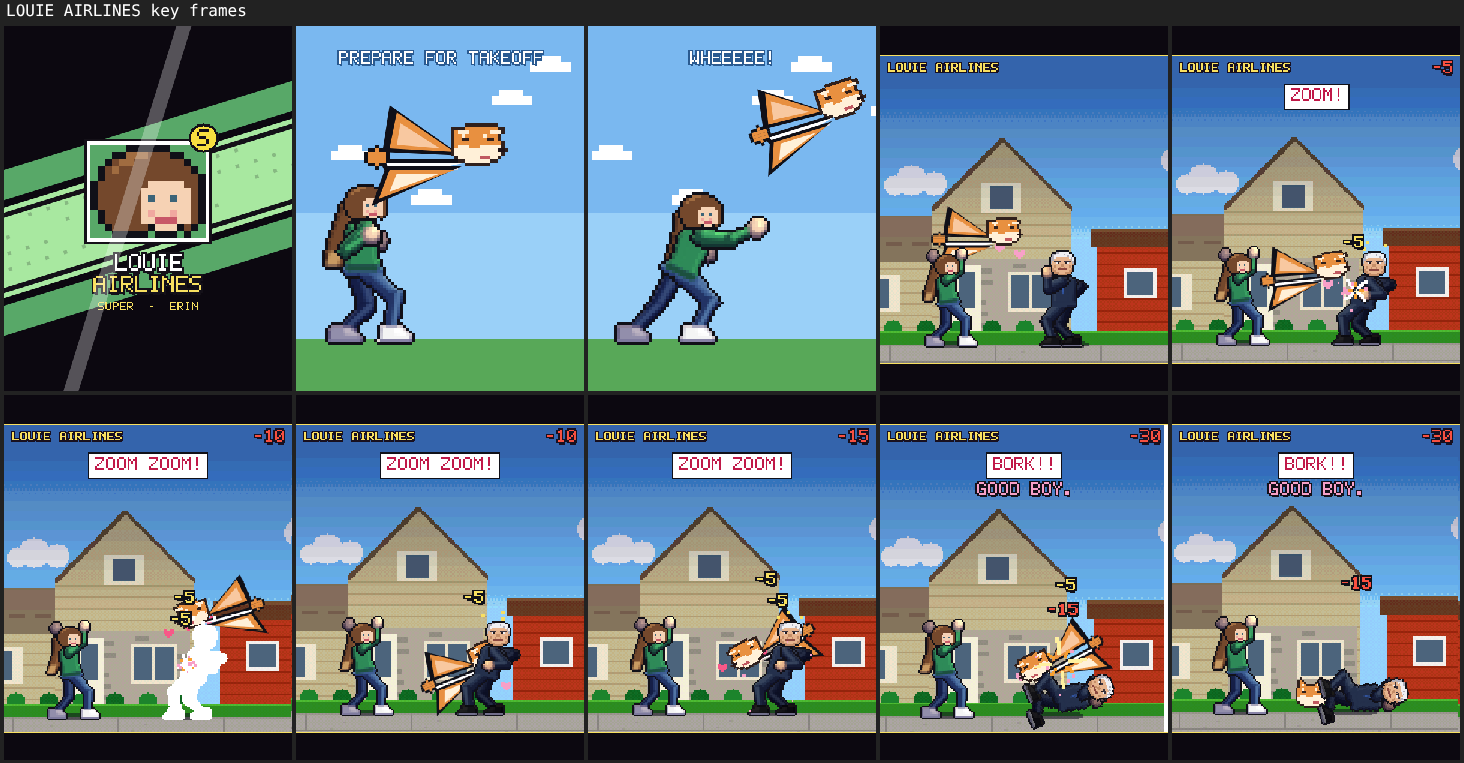 LOUIE AIRLINES key frames
S
LOUIE
AIRLINES
SUPER - ERIN
PREPARE FOR TAKEOFF
WHEEEEE!
LOUIE AIRLINES
LOUIE AIRLINES
-5
ZOOM!
-5
LOUIE AIRLINES
-10
ZOOM ZOOM!
-5
-5
LOUIE AIRLINES
-10
ZOOM ZOOM!
-5
LOUIE AIRLINES
-15
ZOOM ZOOM!
-5
-5
LOUIE AIRLINES
-30
BORK!!
GOOD BOY.
-5
-15
LOUIE AIRLINES
-30
BORK!!
GOOD BOY.
-15